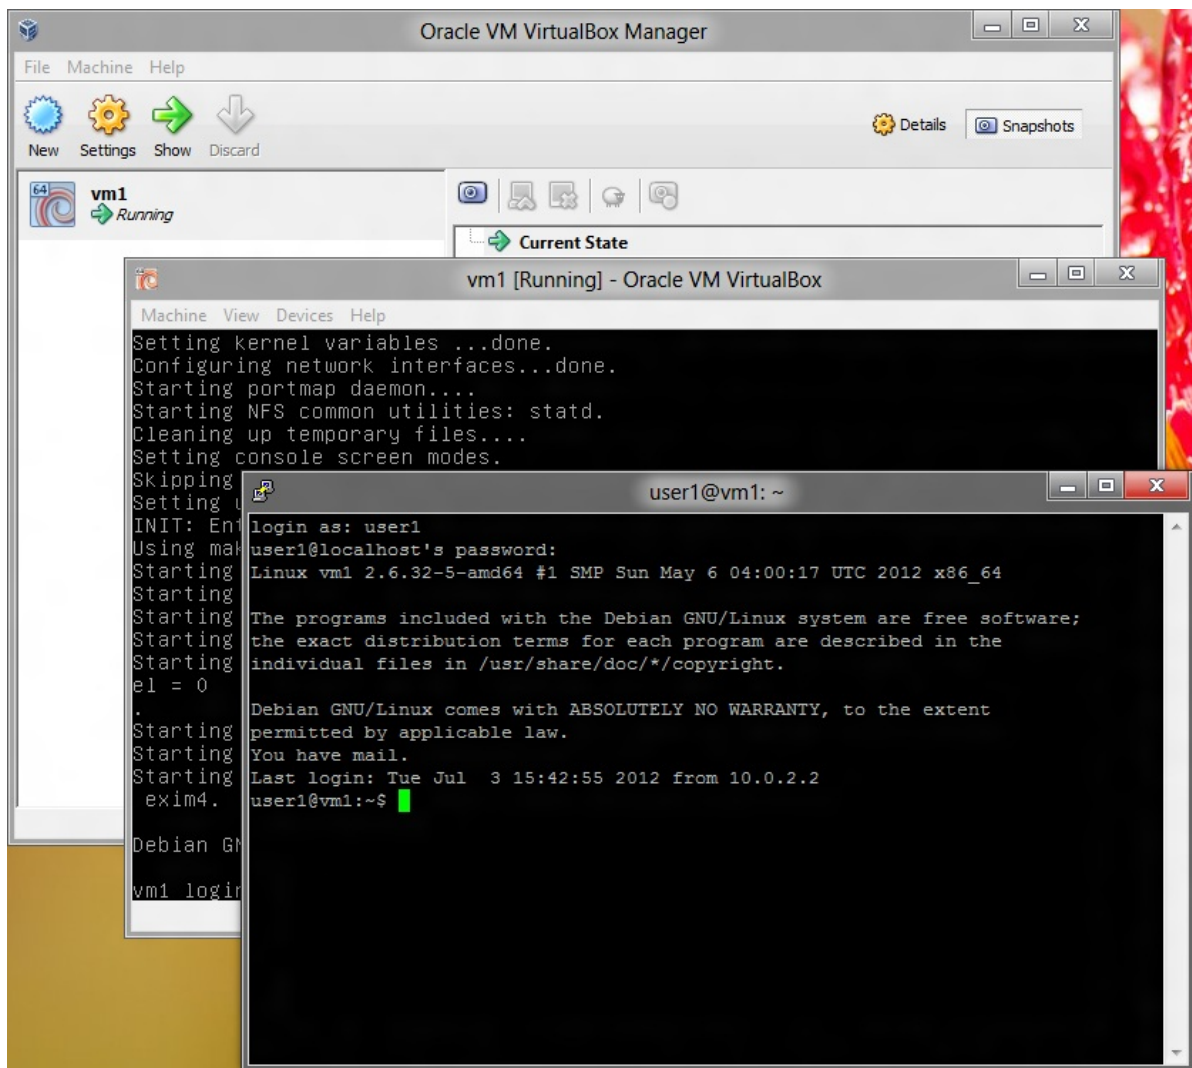 Oracle VM VirtualBox Manager
File Machine Help
New Settings Show Discard
Details Snapshots
64
vm1
Running
Current State
vm1 [Running] - Oracle VM VirtualBox
Machine View Devices Help
Setting kernel variables ...done.
Configuring network interfaces...done.
Starting portmap daemon....
Starting NFS common utilities: statd.
Cleaning up temporary files....
Setting console screen modes.
Skipping
Setting
INIT: Ent
Using mak
Starting
Starting
Starting
Starting
Starting
el = 0
.
Starting
Starting
Starting
exim4.
Debian GN
vm1 login
user1@vm1: ~
login as: user1
user1@localhost's password:
Linux vm1 2.6.32-5-amd64 #1 SMP Sun May 6 04:00:17 UTC 2012 x86_64
The programs included with the Debian GNU/Linux system are free software;
the exact distribution terms for each program are described in the
individual files in /usr/share/doc/*/copyright.
Debian GNU/Linux comes with ABSOLUTELY NO WARRANTY, to the extent
permitted by applicable law.
You have mail.
Last login: Tue Jul  3 15:42:55 2012 from 10.0.2.2
user1@vm1:~$